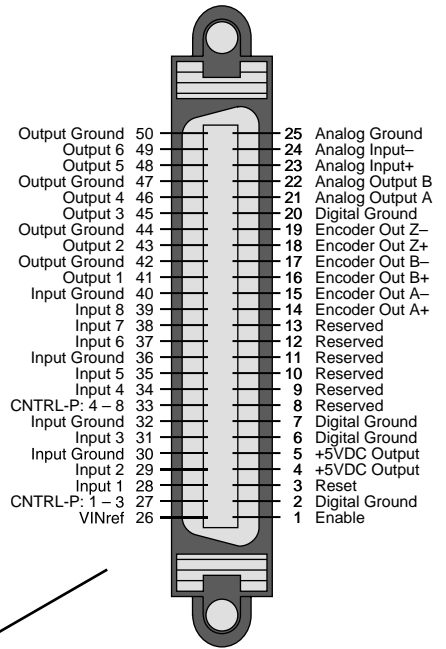 Output Ground 50 25 Analog Ground
Output 6 49 24 Analog Input–
Output 5 48 23 Analog Input+
Output Ground 47 22 Analog Output B
Output 4 46 21 Analog Output A
Output 3 45 20 Digital Ground
Output Ground 44 19 Encoder Out Z–
Output 2 43 18 Encoder Out Z+
Output Ground 42 17 Encoder Out B–
Output 1 41 16 Encoder Out B+
Input Ground 40 15 Encoder Out A–
Input 8 39 14 Encoder Out A+
Input 7 38 13 Reserved
Input 6 37 12 Reserved
Input Ground 36 11 Reserved
Input 5 35 10 Reserved
Input 4 34 9 Reserved
CNTRL-P: 4 – 8 33 8 Reserved
Input Ground 32 7 Digital Ground
Input 3 31 6 Digital Ground
Input Ground 30 5 +5VDC Output
Input 2 29 4 +5VDC Output
Input 1 28 3 Reset
CNTRL-P: 1 – 3 27 2 Digital Ground
VINref 26 1 Enable